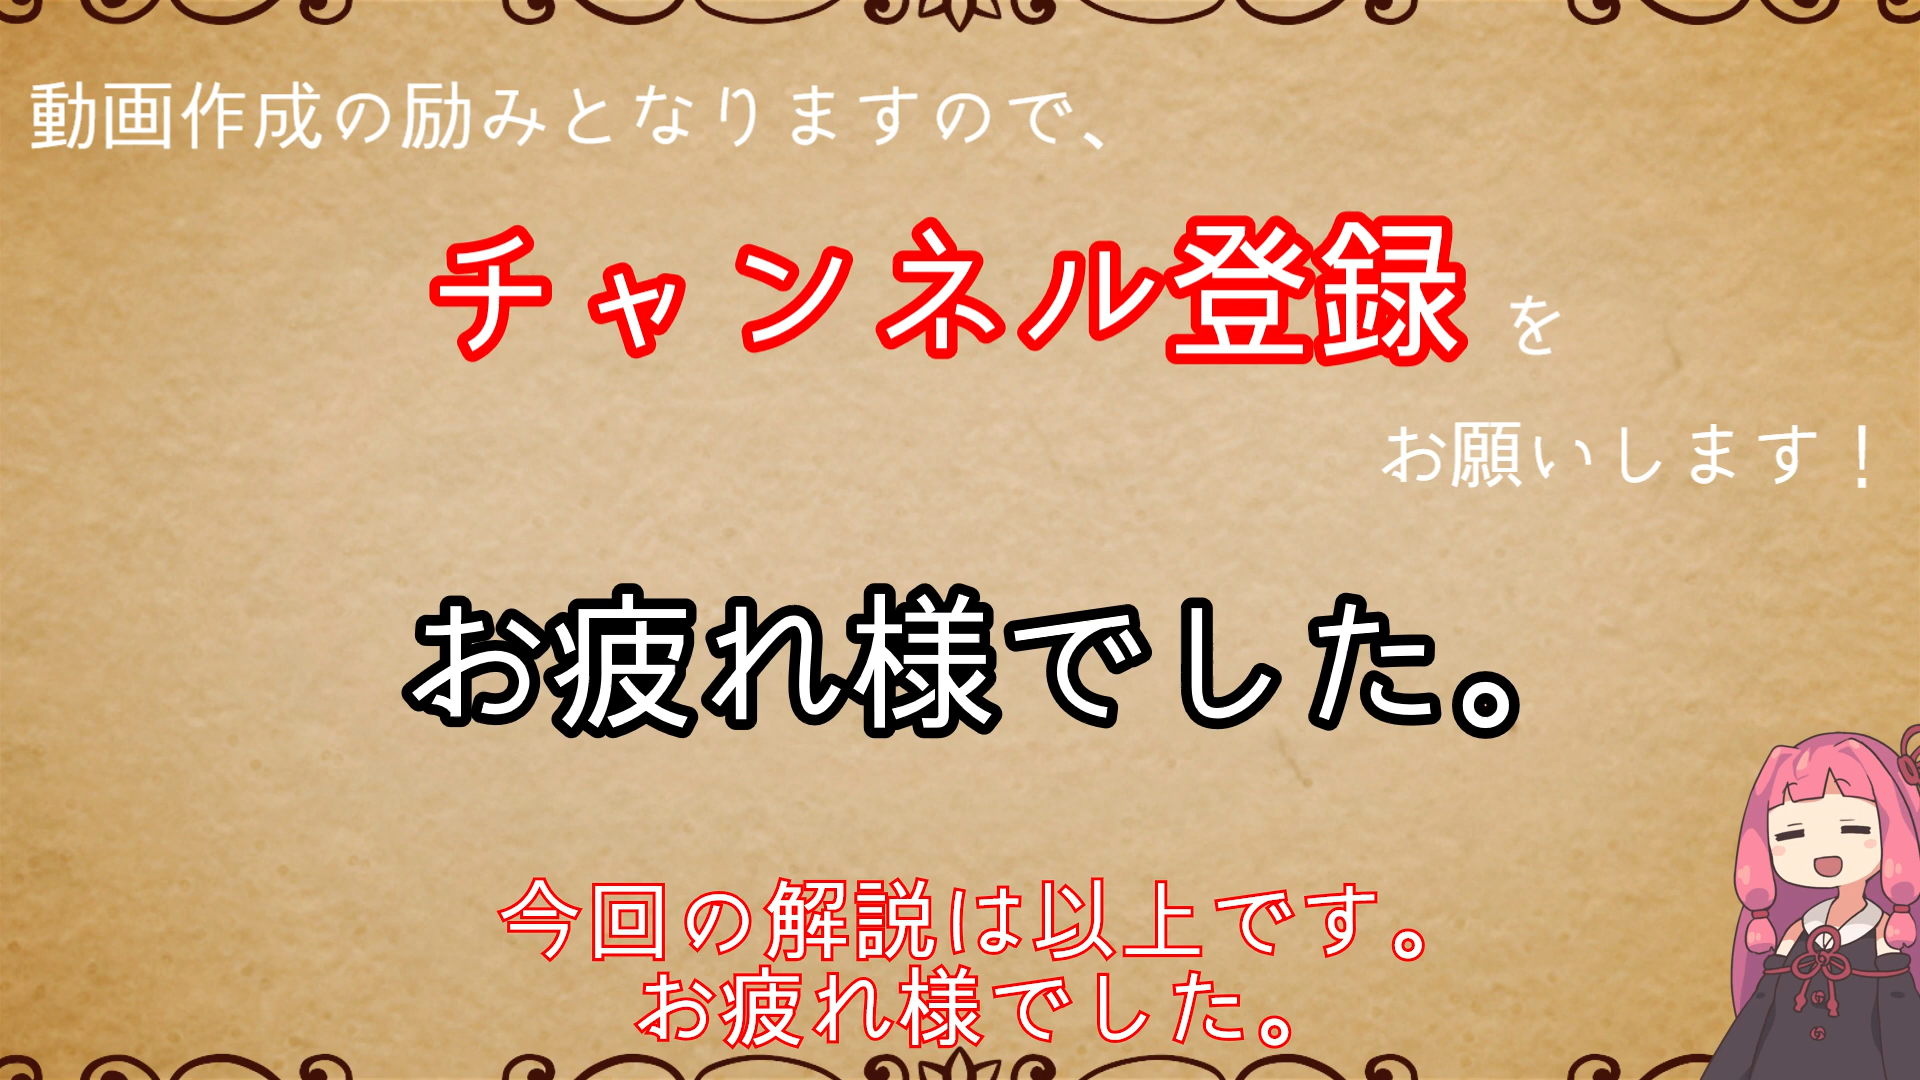 動画作成の励みとなりますので、
チャンネル登録を
お願いします！
お疲れ様でした。
今回の解説は以上です。
お疲れ様でした。